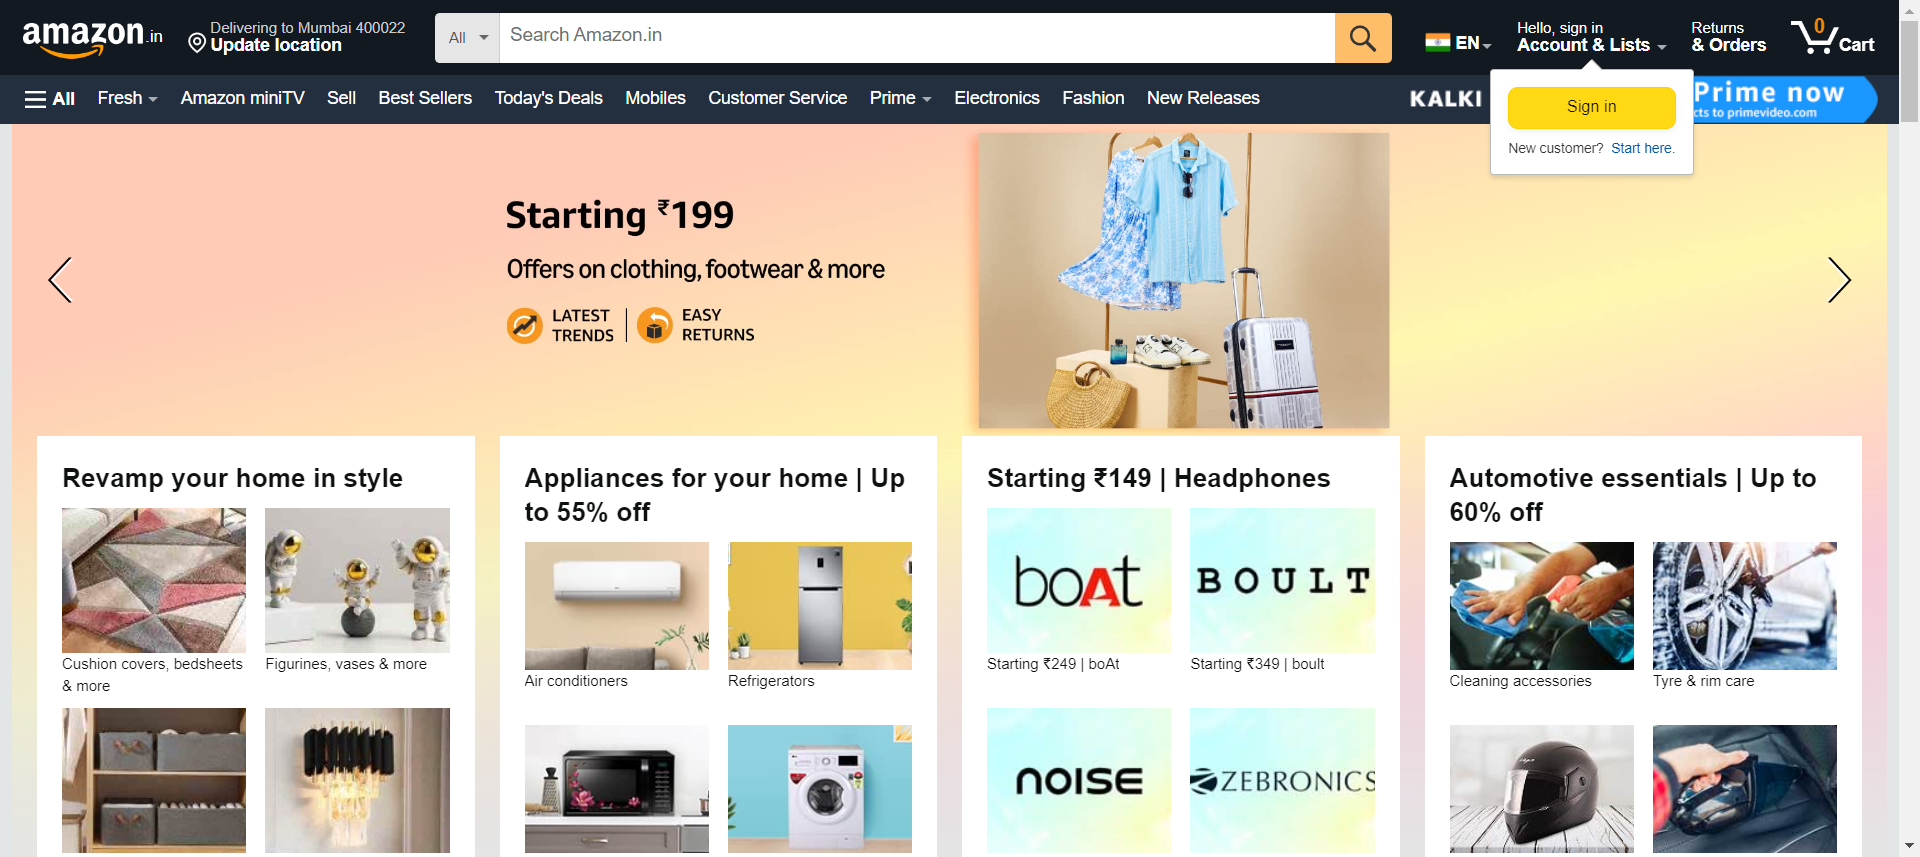 amazon.in
Delivering to Mumbai 400022
Update location
All
Search Amazon.in
EN
Hello, sign in
Account & Lists
Returns
& Orders
0
Cart
All
Fresh
Amazon miniTV
Sell
Best Sellers
Today's Deals
Mobiles
Customer Service
Prime
Electronics
Fashion
New Releases
KALKI
Prime now
cts to primevideo.com
Sign in
New customer? Start here.
Starting ₹199
Offers on clothing, footwear & more
LATEST
TRENDS
EASY
RETURNS
Revamp your home in style
Cushion covers, bedsheets
& more
Figurines, vases & more
Appliances for your home | Up
to 55% off
Air conditioners
Refrigerators
Starting ₹149 | Headphones
boAt
BOULT
Starting ₹249 | boAt
Starting ₹349 | boult
noise
ZEBRONICS
Automotive essentials | Up to
60% off
Cleaning accessories
Tyre & rim care